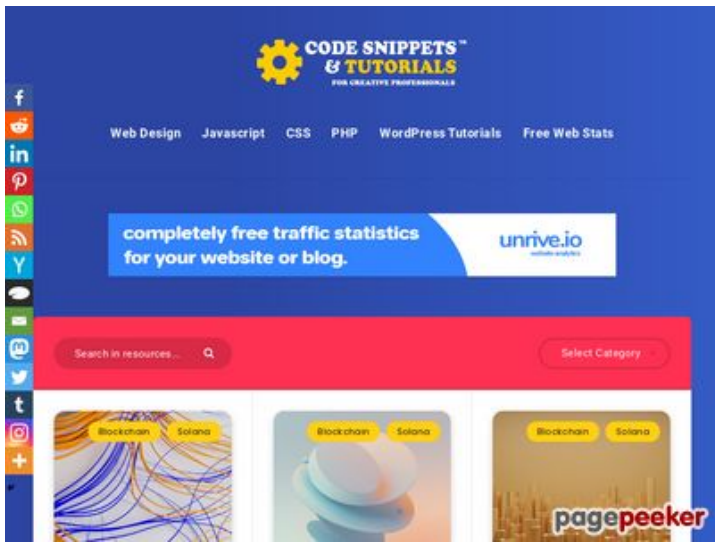 CODE SNIPPETS™
& TUTORIALS
FOR CREATIVE PROFESSIONALS
Web Design Javascript CSS PHP WordPress Tutorials Free Web Stats
completely free traffic statistics
for your website or blog.
unrive.io
website analytics
Search in resources...
Select Category
Blockchain Solana
Blockchain Solana
Blockchain Solana
pagepeeker